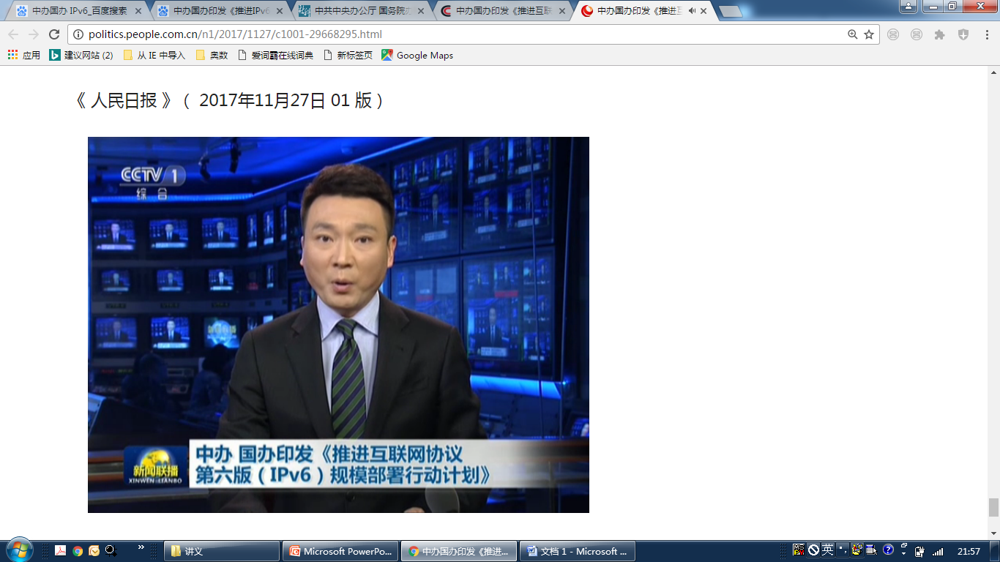 中办国办 IPv6_百度搜索
中办国办印发《推进IPv6
中共中央办公厅 国务院办
中办国办印发《推进互联
中办国办印发《推进互
politics.people.com.cn/n1/2017/1127/c1001-29668295.html
应用
建议网站 (2)
从 IE 中导入
奥数
爱词霸在线词典
新标签页
Google Maps
《 人民日报 》（ 2017年11月27日 01 版）
CCTV 1
综合
中办 国办印发《推进互联网协议
第六版（IPv6）规模部署行动计划》
新闻联播
XINWEN LIANBO
讲义
Microsoft PowerPo...
中办国办印发《推进...
文档 1 - Microsoft ...
英
21:57